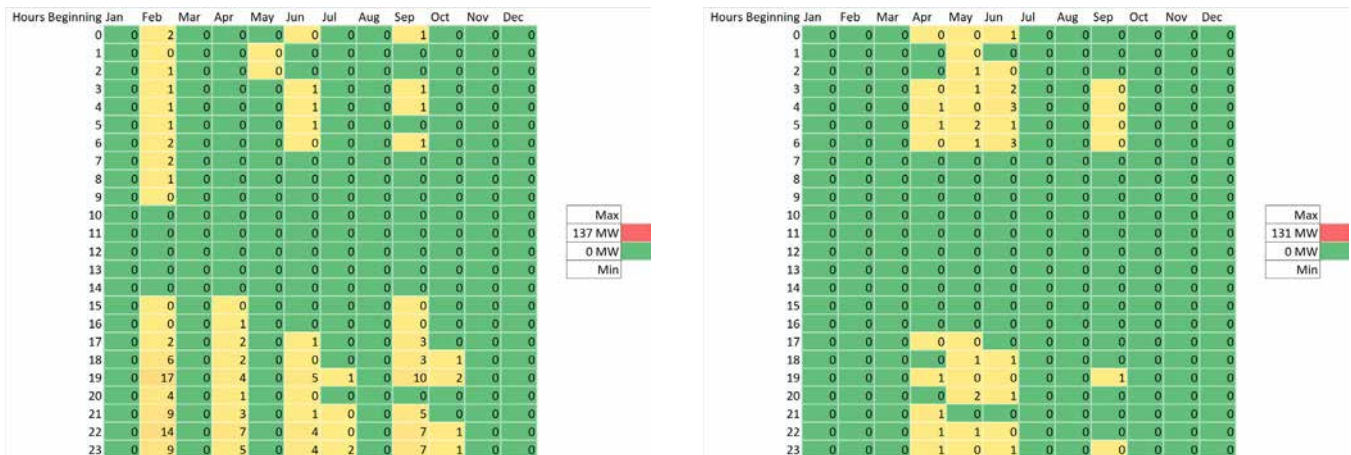 Hours Beginning Jan Feb Mar Apr May Jun Jul Aug Sep Oct Nov Dec
0 0 2 0 0 0 0 0 0 1 0 0 0
1 0 0 0 0 0 0 0 0 0 0 0 0
2 0 1 0 0 0 0 0 0 0 0 0 0
3 0 1 0 0 0 1 0 0 1 0 0 0
4 0 1 0 0 0 1 0 0 1 0 0 0
5 0 1 0 0 0 1 0 0 0 0 0 0
6 0 2 0 0 0 0 0 0 1 0 0 0
7 0 2 0 0 0 0 0 0 0 0 0 0
8 0 1 0 0 0 0 0 0 0 0 0 0
9 0 0 0 0 0 0 0 0 0 0 0 0
10 0 0 0 0 0 0 0 0 0 0 0 0
11 0 0 0 0 0 0 0 0 0 0 0 0
12 0 0 0 0 0 0 0 0 0 0 0 0
13 0 0 0 0 0 0 0 0 0 0 0 0
14 0 0 0 0 0 0 0 0 0 0 0 0
15 0 0 0 0 0 0 0 0 0 0 0 0
16 0 0 0 1 0 0 0 0 0 0 0 0
17 0 2 0 2 0 1 0 0 3 0 0 0
18 0 6 0 2 0 0 0 0 3 1 0 0
19 0 17 0 4 0 5 1 0 10 2 0 0
20 0 4 0 1 0 0 0 0 0 0 0 0
21 0 9 0 3 0 1 0 0 5 0 0 0
22 0 14 0 7 0 4 0 0 7 1 0 0
23 0 9 0 5 0 4 2 0 7 1 0 0
Max
137 MW
0 MW
Min
Hours Beginning Jan Feb Mar Apr May Jun Jul Aug Sep Oct Nov Dec
0 0 0 0 0 0 1 0 0 0 0 0 0
1 0 0 0 0 0 0 0 0 0 0 0 0
2 0 0 0 0 1 0 0 0 0 0 0 0
3 0 0 0 0 1 2 0 0 0 0 0 0
4 0 0 0 1 0 3 0 0 0 0 0 0
5 0 0 0 1 2 1 0 0 0 0 0 0
6 0 0 0 0 1 3 0 0 0 0 0 0
7 0 0 0 0 0 0 0 0 0 0 0 0
8 0 0 0 0 0 0 0 0 0 0 0 0
9 0 0 0 0 0 0 0 0 0 0 0 0
10 0 0 0 0 0 0 0 0 0 0 0 0
11 0 0 0 0 0 0 0 0 0 0 0 0
12 0 0 0 0 0 0 0 0 0 0 0 0
13 0 0 0 0 0 0 0 0 0 0 0 0
14 0 0 0 0 0 0 0 0 0 0 0 0
15 0 0 0 0 0 0 0 0 0 0 0 0
16 0 0 0 0 0 0 0 0 0 0 0 0
17 0 0 0 0 0 0 0 0 0 0 0 0
18 0 0 0 0 1 1 0 0 0 0 0 0
19 0 0 0 1 0 0 0 0 1 0 0 0
20 0 0 0 0 2 1 0 0 0 0 0 0
21 0 0 0 1 0 0 0 0 0 0 0 0
22 0 0 0 1 1 0 0 0 0 0 0 0
23 0 0 0 1 0 1 0 0 0 0 0 0
Max
131 MW
0 MW
Min